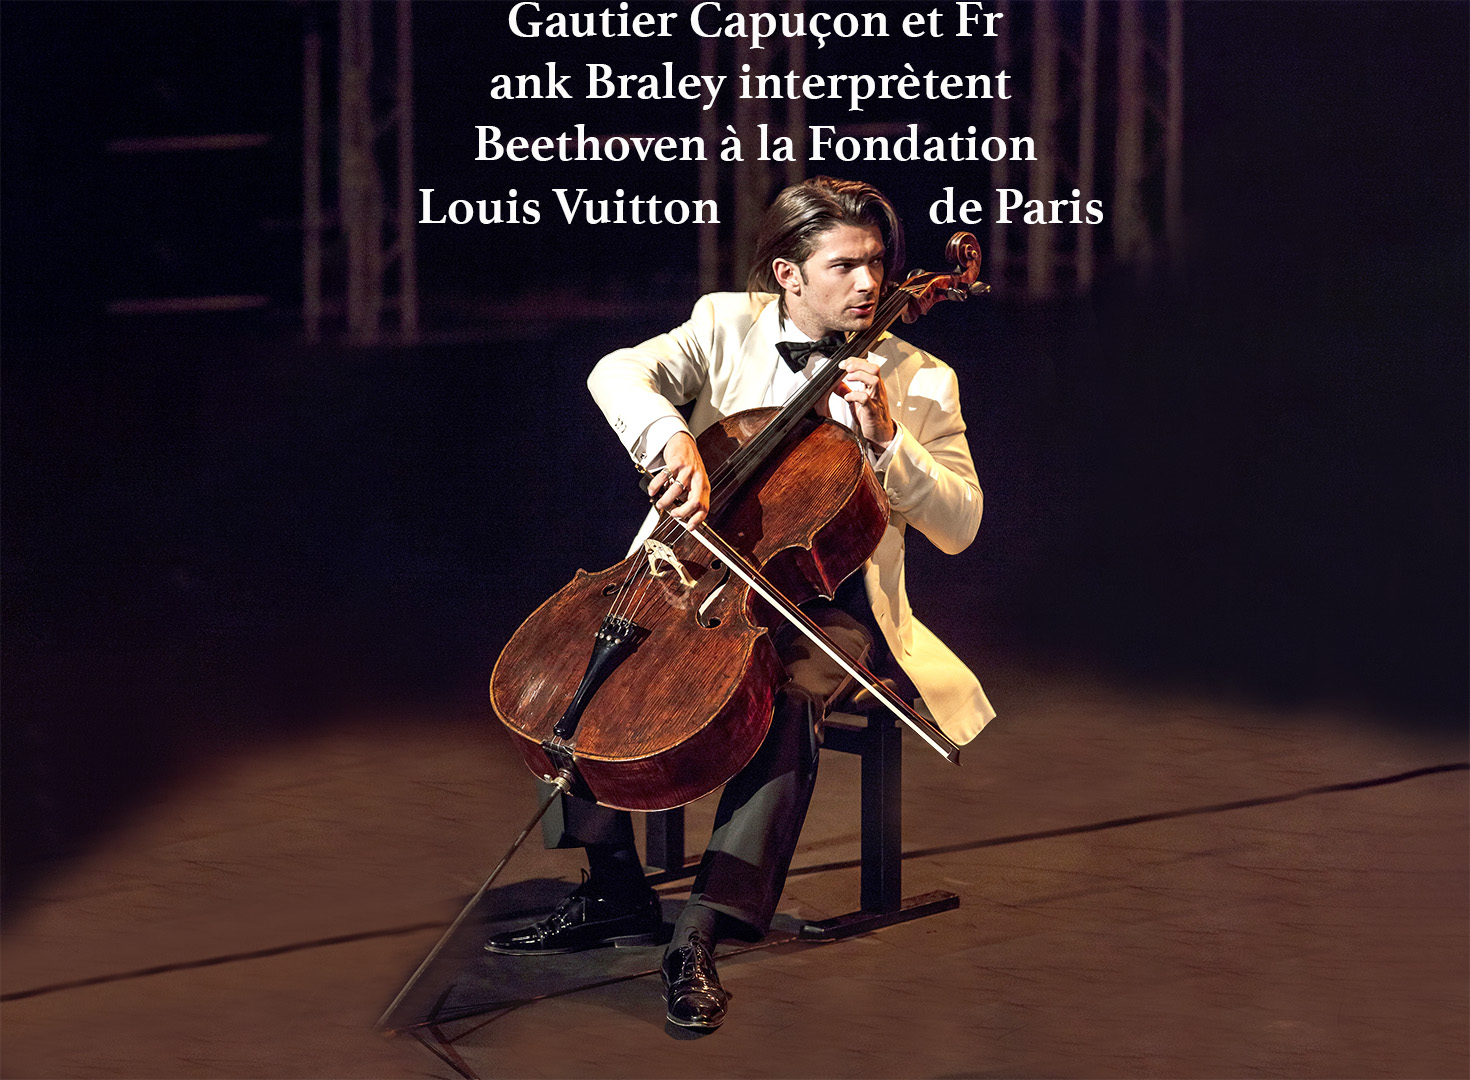 Gautier Capuçon et Fr
ank Braley interprètent
Beethoven à la Fondation
Louis Vuitton de Paris